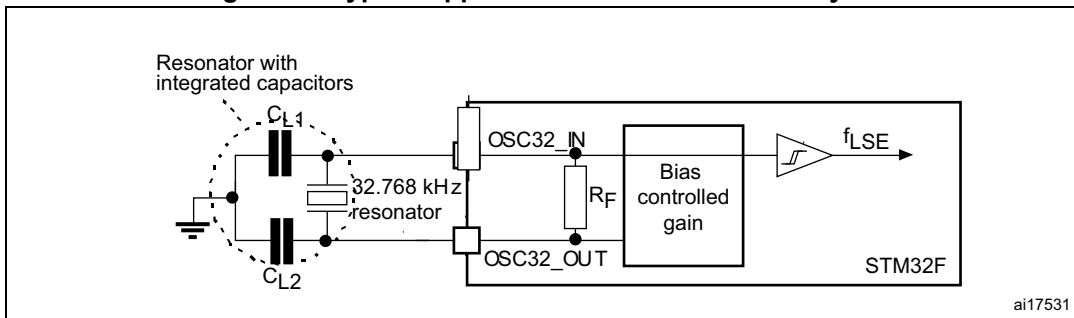 Resonator with
integrated capacitors
CL1
OSC32_IN
fLSE
32.768 kHz
resonator
RF
Bias
controlled
gain
OSC32_OUT
CL2
STM32F
ai17531